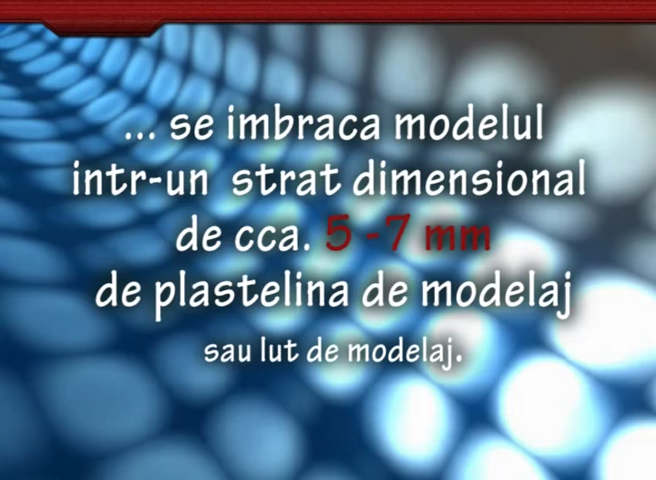 ... se imbraca modelul
intr-un strat dimensional
de cca. 5 -7 mm
de plastelina de modelaj
sau lut de modelaj.